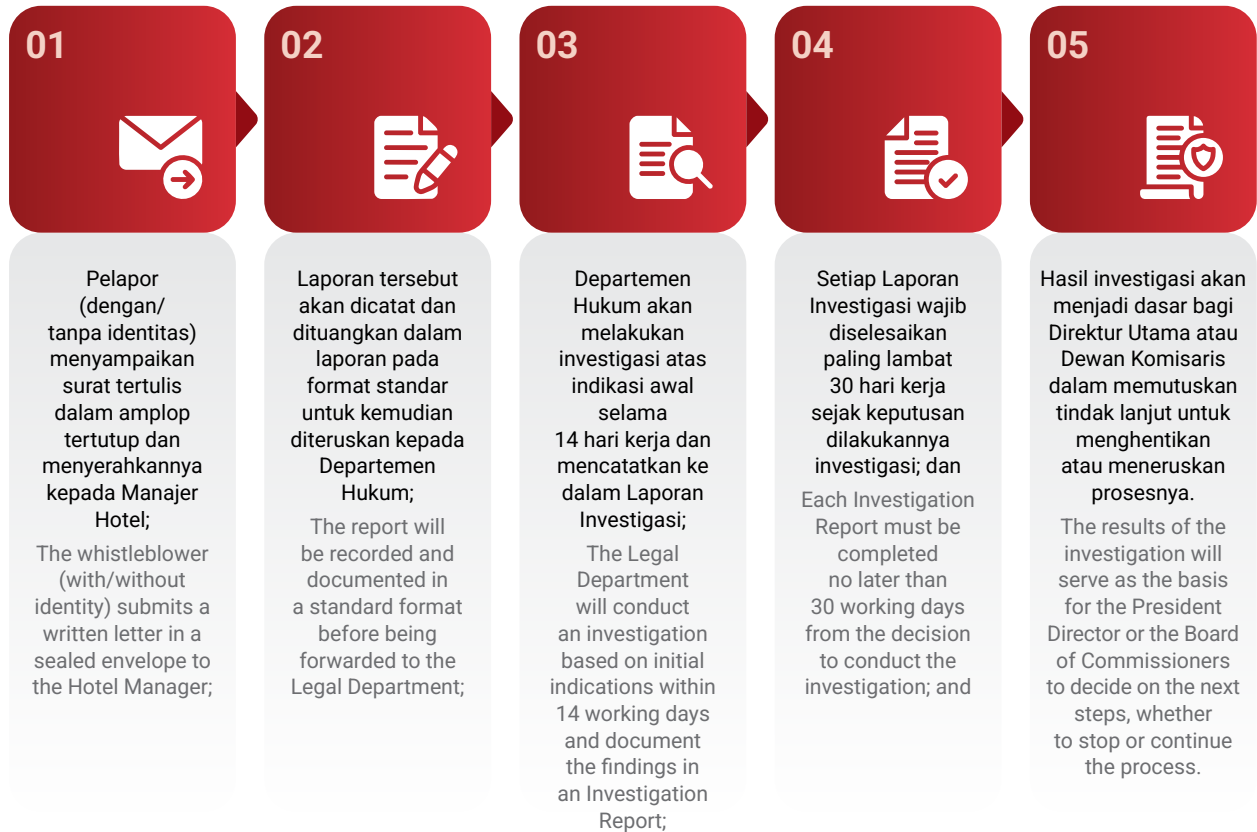 01
Pelapor
(dengan/
tanpa identitas)
menyampaikan
surat tertulis
dalam amplop
tertutup dan
menyerahkannya
kepada Manajer
Hotel;
The whistleblower
(with/without
identity) submits a
written letter in a
sealed envelope to
the Hotel Manager;
02
Laporan tersebut
akan dicatat dan
dituangkan dalam
laporan pada
format standar
untuk kemudian
diteruskan kepada
Departemen
Hukum;
The report will
be recorded and
documented in
a standard format
before being
forwarded to the
Legal Department;
03
Departemen
Hukum akan
melakukan
investigasi atas
indikasi awal
selama
14 hari kerja dan
mencatatkan ke
dalam Laporan
Investigasi;
The Legal
Department
will conduct
an investigation
based on initial
indications within
14 working days
and document
the findings in
an Investigation
Report;
04
Setiap Laporan
Investigasi wajib
diselesaikan
paling lambat
30 hari kerja
sejak keputusan
dilakukannya
investigasi; dan
Each Investigation
Report must be
completed
no later than
30 working days
from the decision
to conduct the
investigation; and
05
Hasil investigasi akan
menjadi dasar bagi
Direktur Utama atau
Dewan Komisaris
dalam memutuskan
tindak lanjut untuk
menghentikan
atau meneruskan
prosesnya.
The results of the
investigation will
serve as the basis
for the President
Director or the Board
of Commissioners
to decide on the next
steps, whether
to stop or continue
the process.